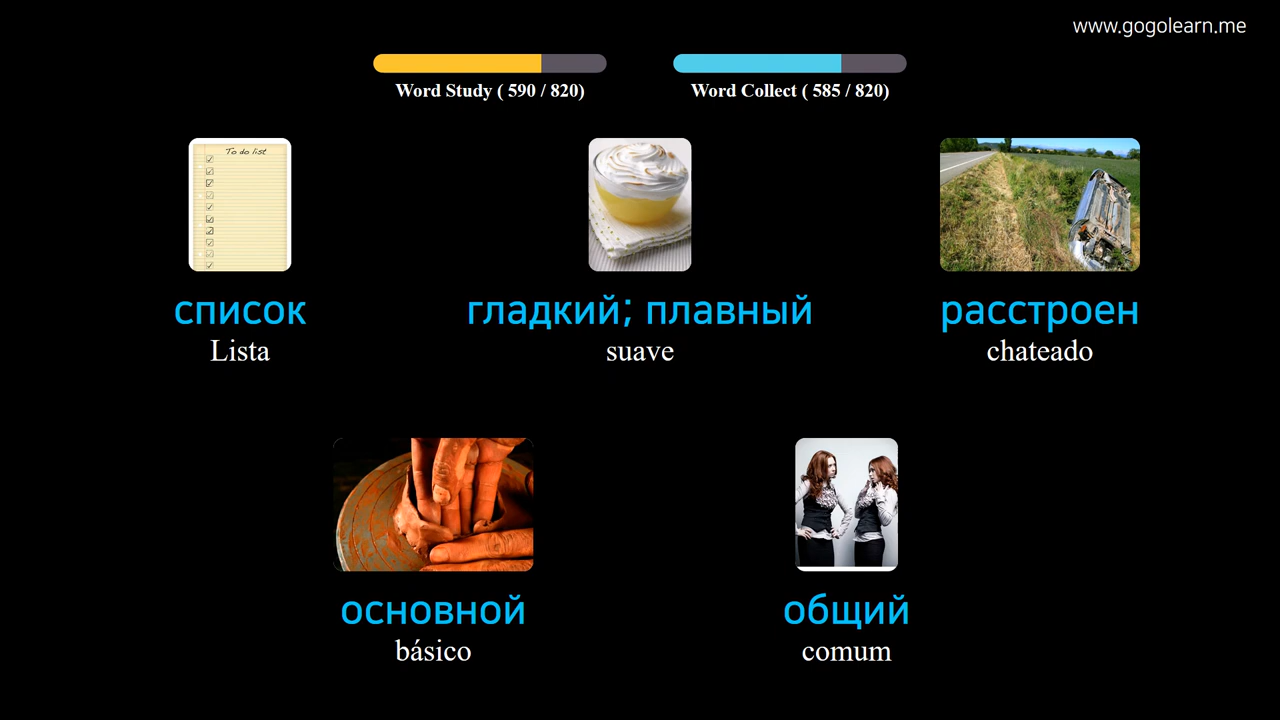 www.gogolearn.me
Word Study ( 590 / 820)
Word Collect ( 585 / 820)
To do list
список
Lista
гладкий; плавный
suave
расстроен
chateado
основной
básico
общий
comum